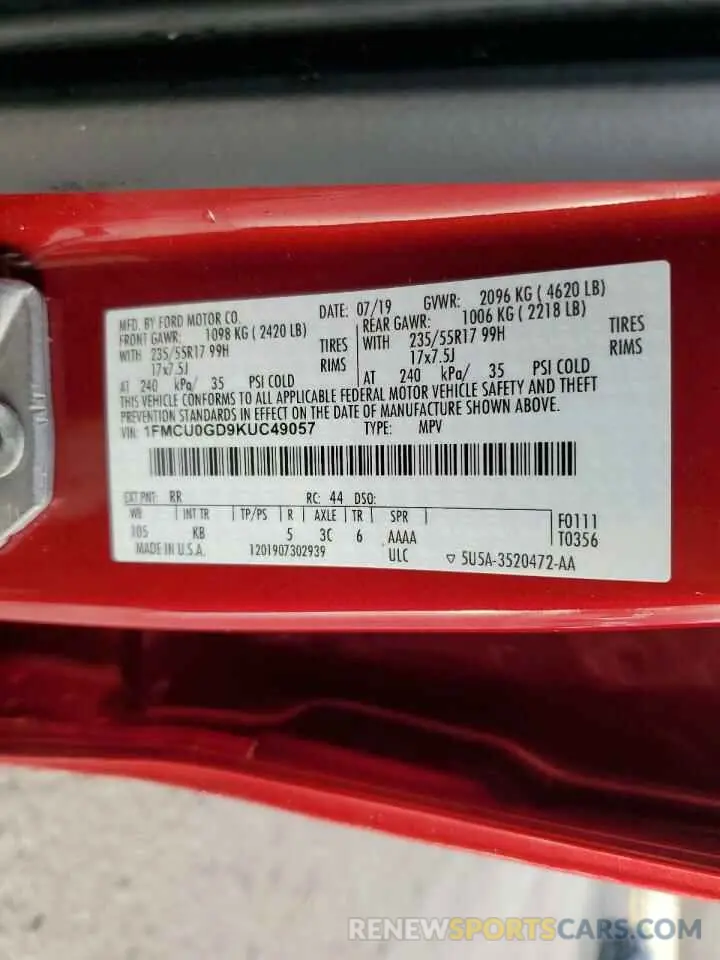 MFD. BY FORD MOTOR CO. DATE: 07/19 GVWR: 2096 KG ( 4620 LB)
FRONT GAWR: 1098 KG ( 2420 LB) REAR GAWR: 1006 KG ( 2218 LB)
WITH 235/55R17 99H TIRES WITH 235/55R17 99H TIRES
17x7.5J RIMS 17x7.5J RIMS
AT 240 kPa/ 35 PSI COLD AT 240 kPa/ 35 PSI COLD
THIS VEHICLE CONFORMS TO ALL APPLICABLE FEDERAL MOTOR VEHICLE SAFETY AND THEFT
PREVENTION STANDARDS IN EFFECT ON THE DATE OF MANUFACTURE SHOWN ABOVE.
VIN: 1FMCU0GD9KUC49057 TYPE: MPV
EXT PNT: RR RC: 44 DSO:
WB INT TR TP/PS R AXLE TR SPR F0111
105 KB 5 3C 6 AAAA T0356
MADE IN U.S.A. 1201907302939 ULC ▽ 5U5A-3520472-AA
RENEWSPORTSCARS.COM